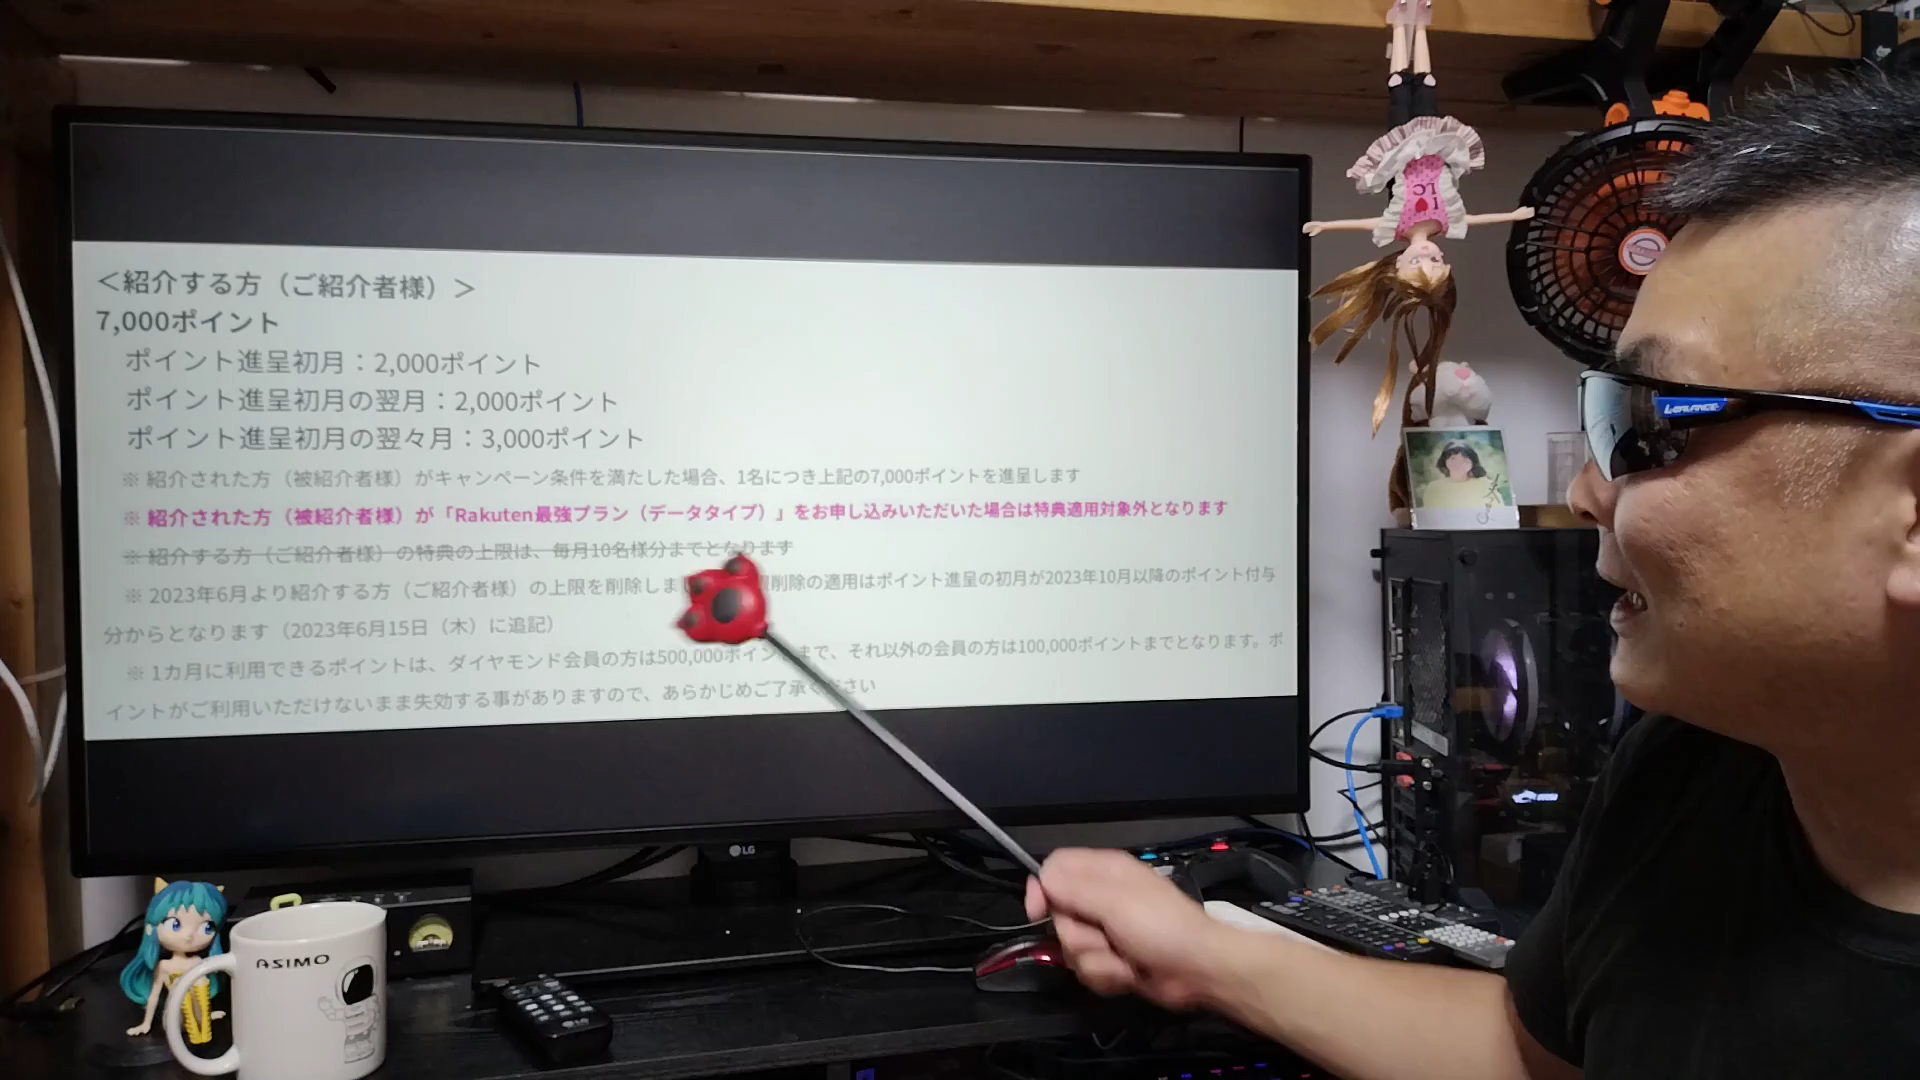 ＜紹介する方（ご紹介者様）＞
7,000ポイント
ポイント進呈初月：2,000ポイント
ポイント進呈初月の翌月：2,000ポイント
ポイント進呈初月の翌々月：3,000ポイント
※ 紹介された方（被紹介者様）がキャンペーン条件を満たした場合、1名につき上記の7,000ポイントを進呈します
※ 紹介された方（被紹介者様）が「Rakuten最強プラン（データタイプ）」をお申し込みいただいた場合は特典適用対象外となります
※ 紹介する方（ご紹介者様）の特典の上限は、毎月10名様分までとなります
※ 2023年6月より紹介する方（ご紹介者様）の上限を削除しま 削除の適用はポイント進呈の初月が2023年10月以降のポイント付与
分からとなります（2023年6月15日（木）に追記）
※ 1カ月に利用できるポイントは、ダイヤモンド会員の方は500,000ポイン まで、それ以外の会員の方は100,000ポイントまでとなります。ポ
イントがご利用いただけないまま失効する事がありますので、あらかじめご了承ください
LG
ASIMO
LG
I ♥ LC